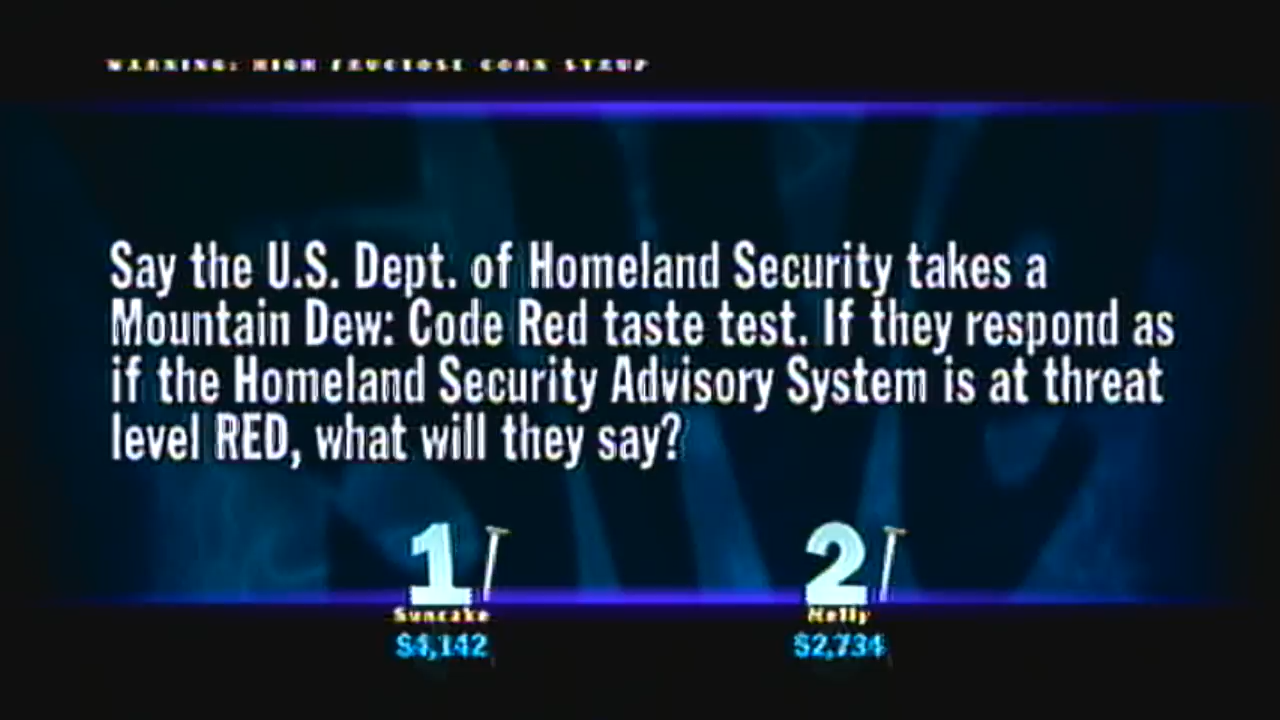 WARNING: HIGH FRUCTOSE CORN SYRUP
Say the U.S. Dept. of Homeland Security takes a
Mountain Dew: Code Red taste test. If they respond as
if the Homeland Security Advisory System is at threat
level RED, what will they say?
1 2
Suncake Nelly
$4,142 $2,734